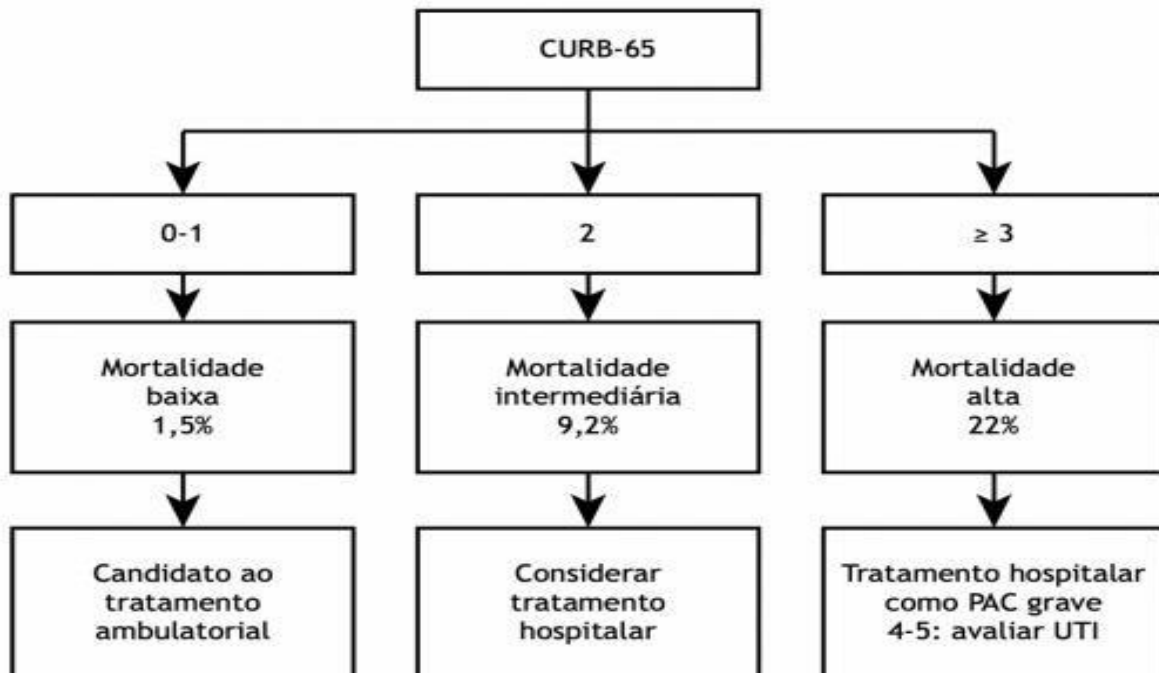 CURB-65
0-1
2
≥ 3
Mortalidade
baixa
1,5%
Mortalidade
intermediária
9,2%
Mortalidade
alta
22%
Candidato ao
tratamento
ambulatorial
Considerar
tratamento
hospitalar
Tratamento hospitalar
como PAC grave
4-5: avaliar UTI